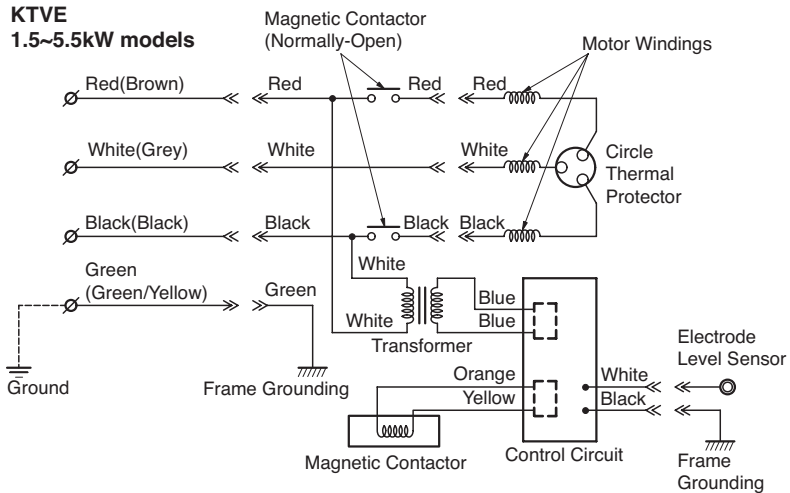 KTVE
1.5~5.5kW models
Magnetic Contactor
(Normally-Open)
Motor Windings
Red(Brown)
Red
Red
Red
White(Grey)
White
White
Circle
Thermal
Protector
Black(Black)
Black
Black
Black
White
Green
(Green/Yellow)
Green
Blue
White
Blue
Transformer
Electrode
Level Sensor
Ground
Frame Grounding
Orange
White
Yellow
Black
Magnetic Contactor
Control Circuit
Frame
Grounding